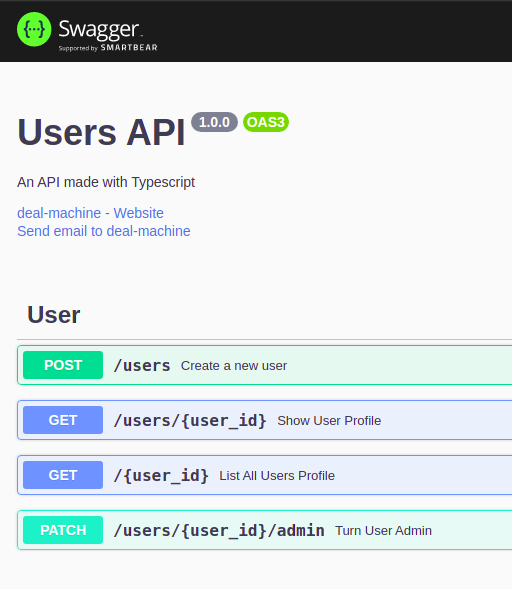 {···} Swagger
Supported by SMARTBEAR
Users API 1.0.0 OAS3
An API made with Typescript
deal-machine - Website
Send email to deal-machine
User
POST /users Create a new user
GET /users/{user_id} Show User Profile
GET /{user_id} List All Users Profile
PATCH /users/{user_id}/admin Turn User Admin